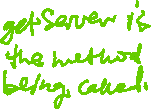 getServer is
the method
being called.